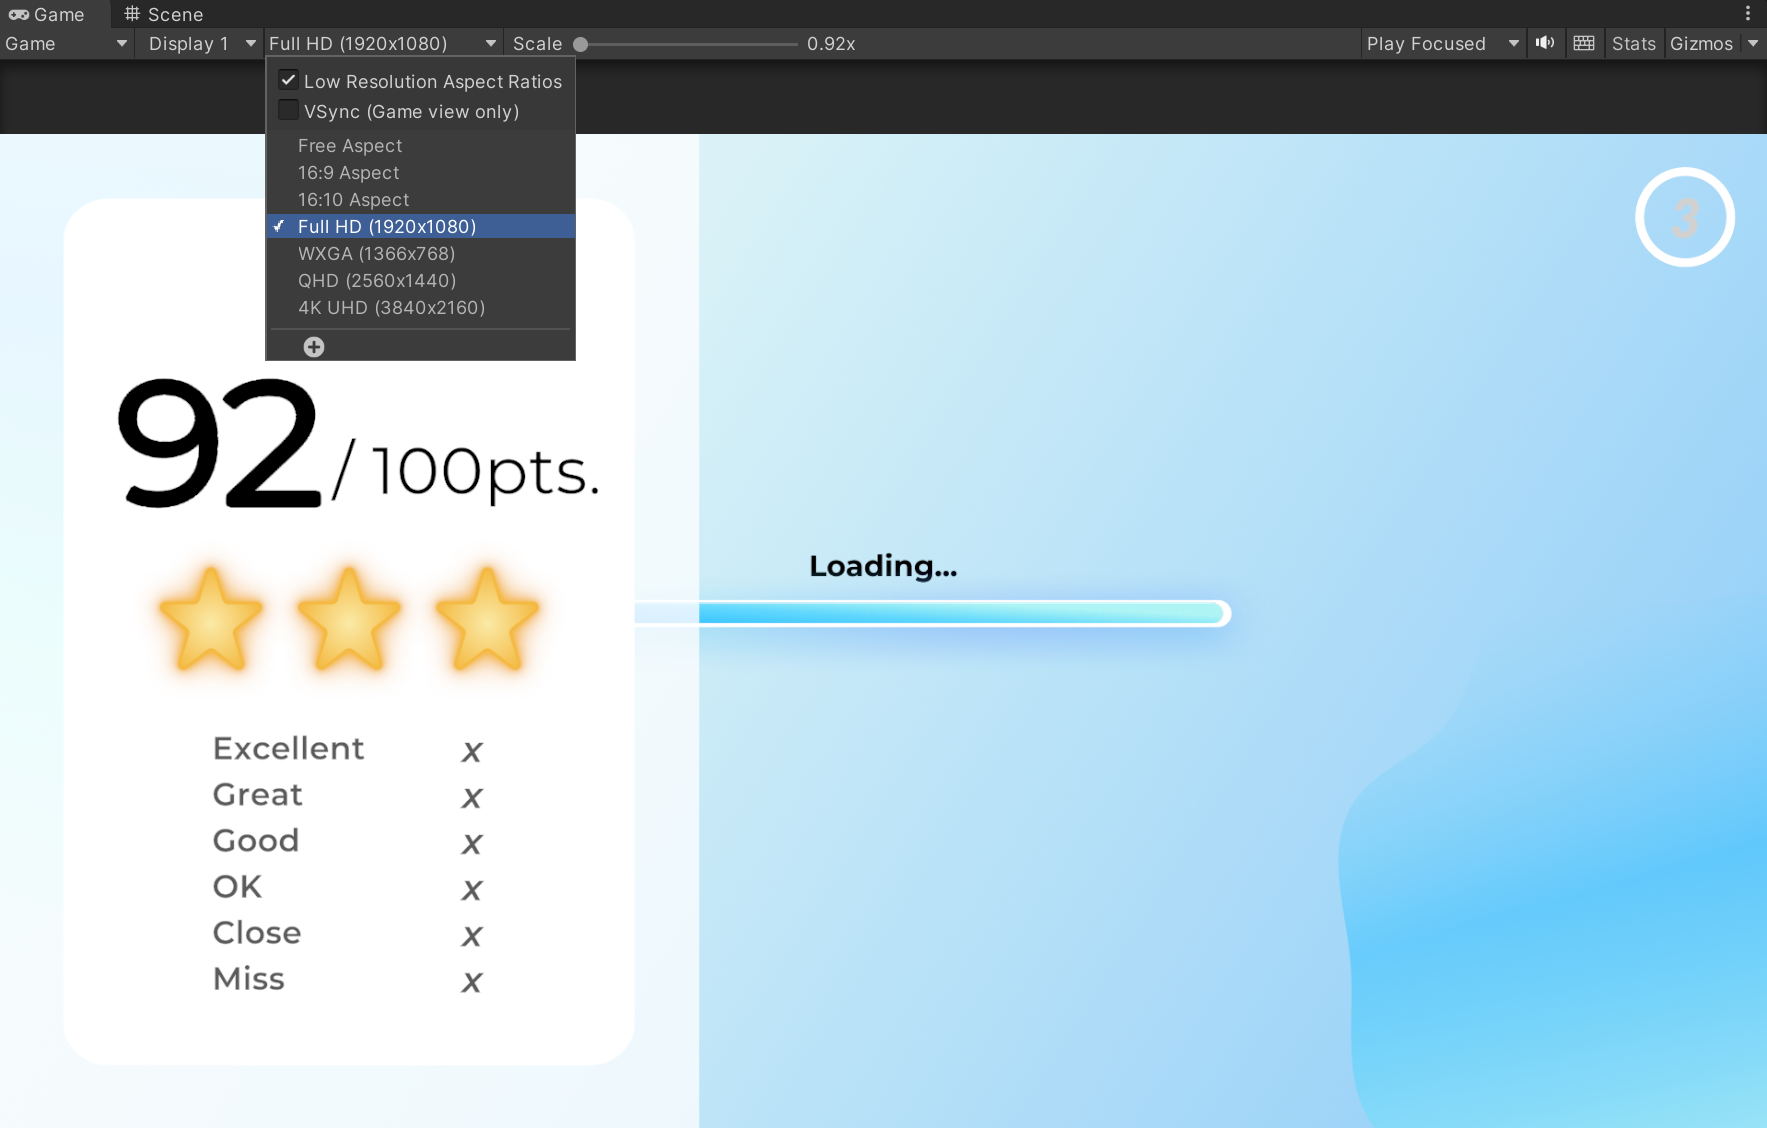 Game
Scene
Game
Display 1
Full HD (1920x1080)
Scale
0.92x
Play Focused
Stats
Gizmos
Low Resolution Aspect Ratios
VSync (Game view only)
Free Aspect
16:9 Aspect
16:10 Aspect
Full HD (1920x1080)
WXGA (1366x768)
QHD (2560x1440)
4K UHD (3840x2160)
3
92 / 100pts.
Loading...
Excellent x
Great x
Good x
OK x
Close x
Miss x